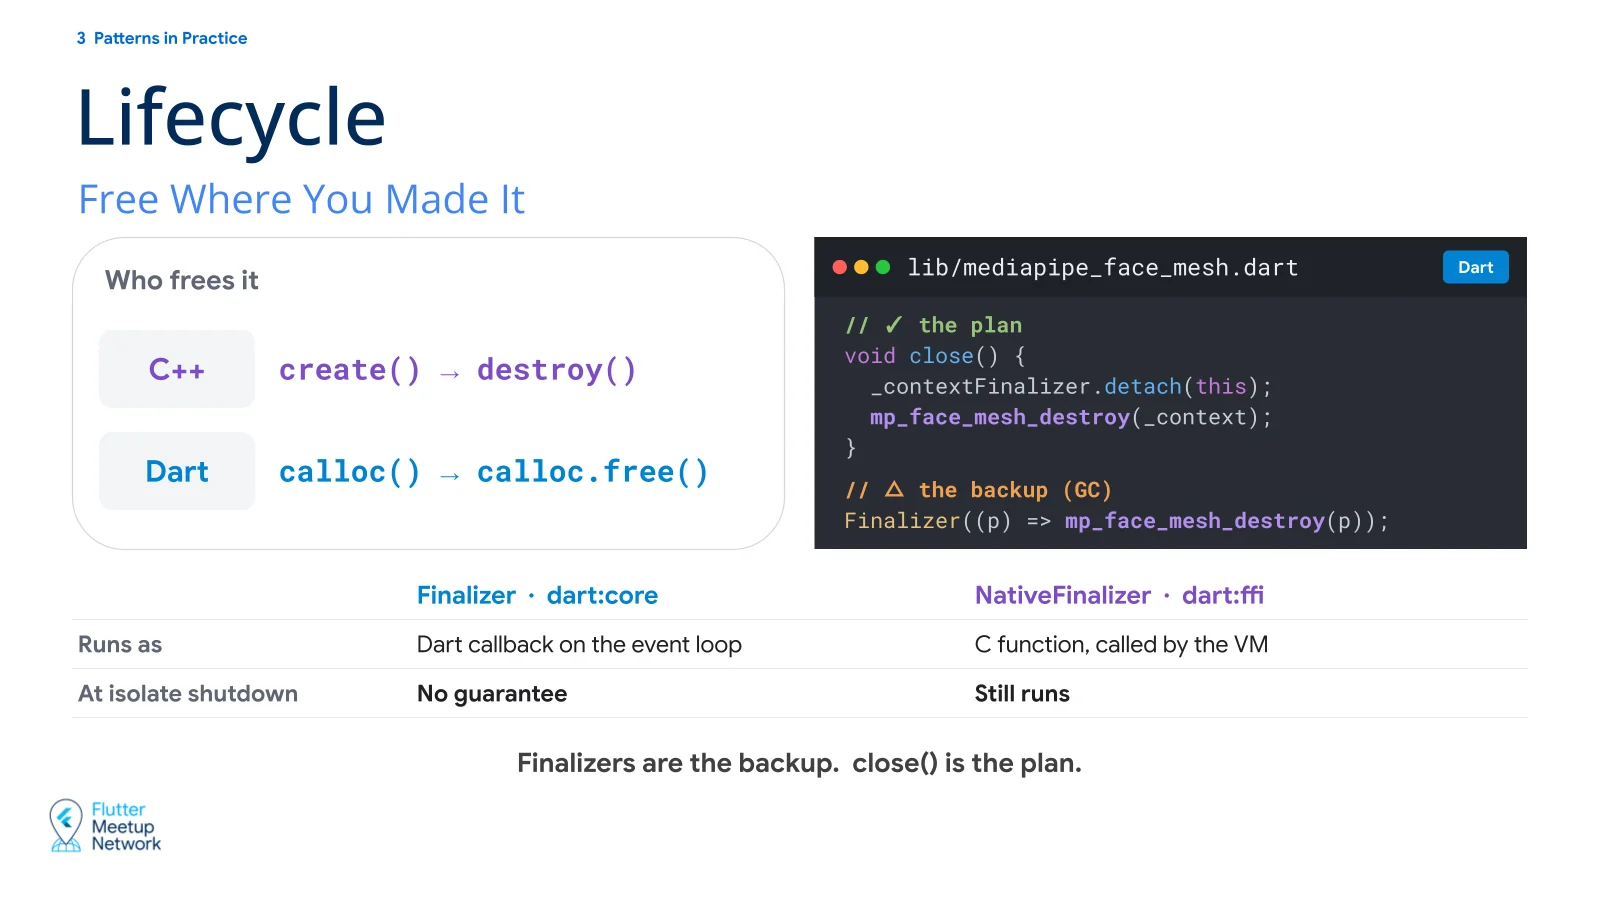 3 Patterns in Practice
Lifecycle
Free Where You Made It
Who frees it
C++ create() → destroy()
Dart calloc() → calloc.free()
lib/mediapipe_face_mesh.dart Dart
// ✓ the plan
void close() {
  _contextFinalizer.detach(this);
  mp_face_mesh_destroy(_context);
}
// △ the backup (GC)
Finalizer((p) => mp_face_mesh_destroy(p));
Finalizer · dart:core NativeFinalizer · dart:ffi
Runs as Dart callback on the event loop C function, called by the VM
At isolate shutdown No guarantee Still runs
Finalizers are the backup. close() is the plan.
Flutter
Meetup
Network